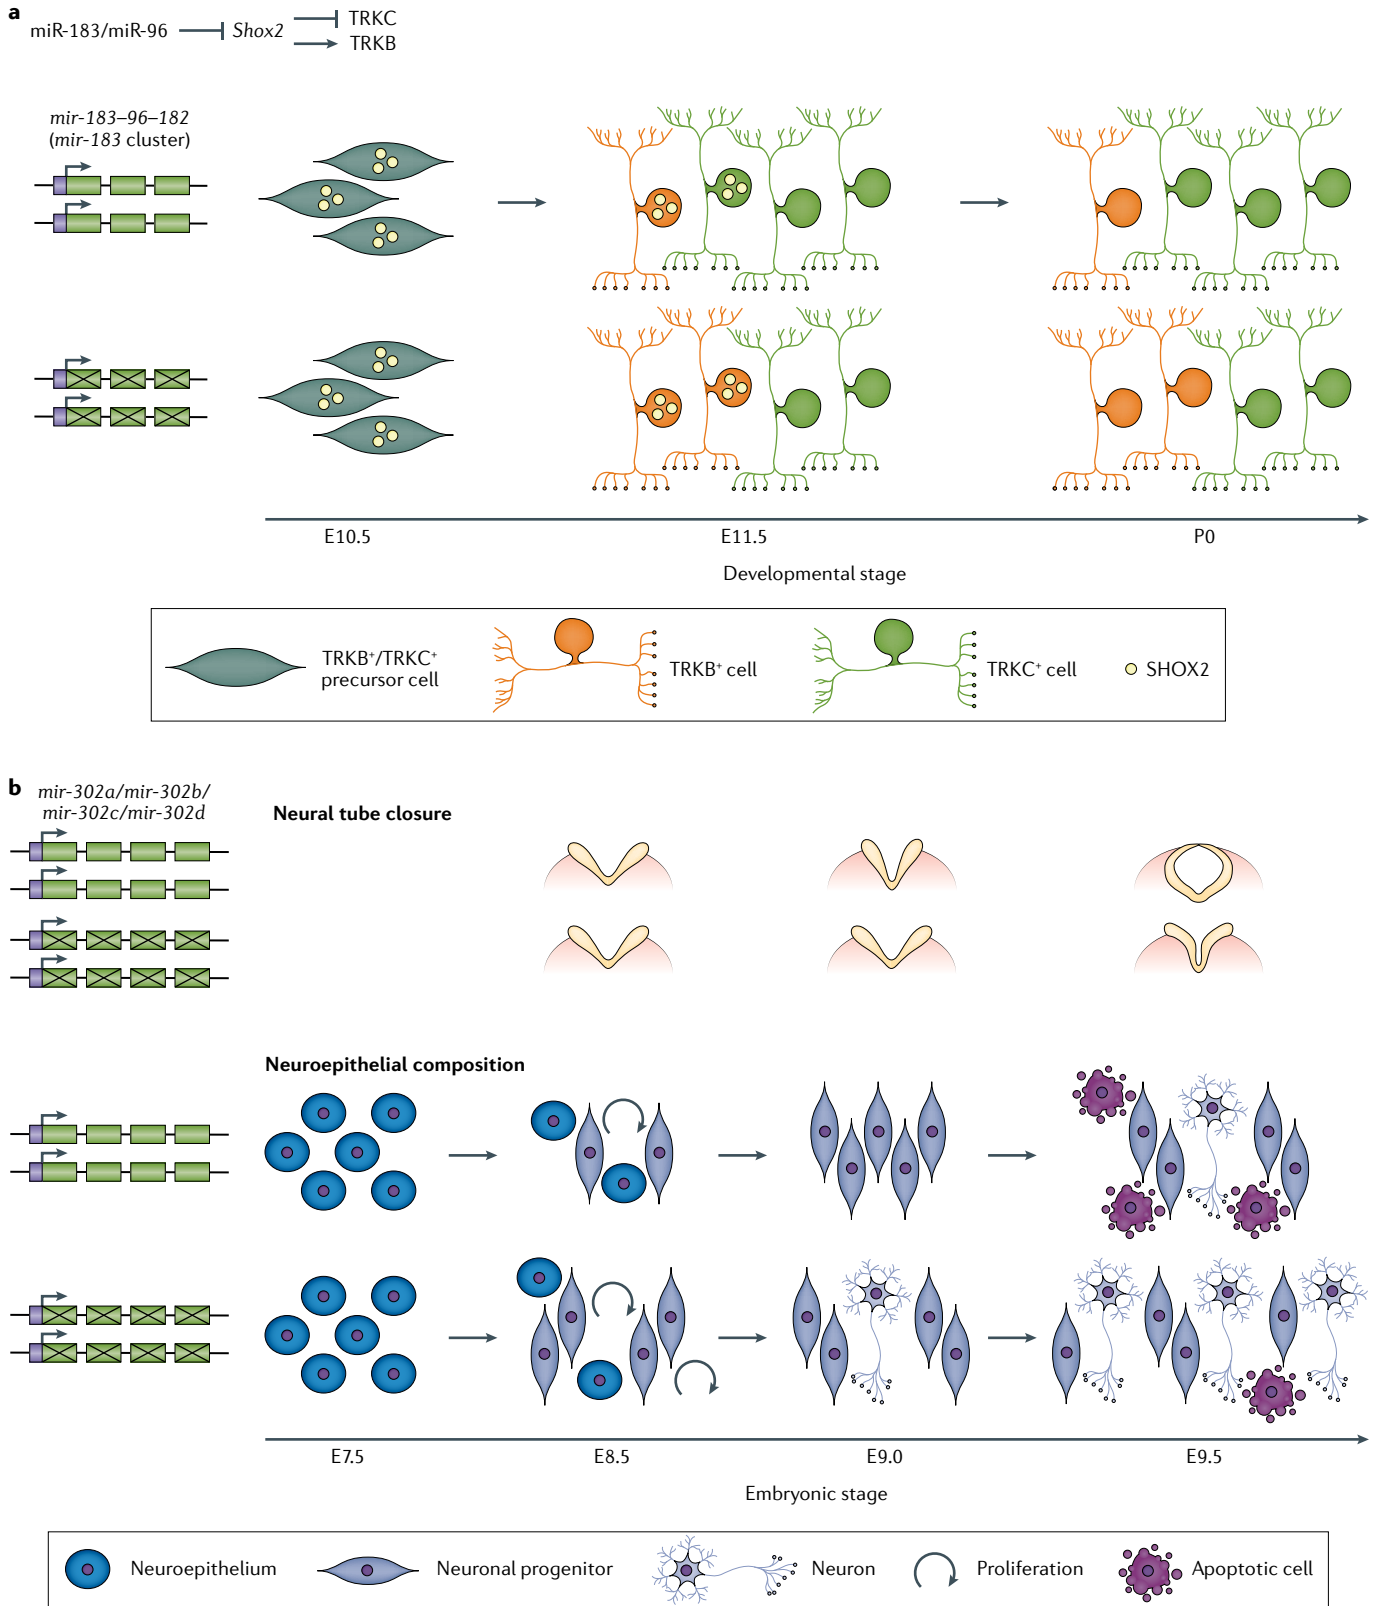 a
miR-183/miR-96
Shox2
TRKC
TRKB
mir-183–96–182
(mir-183 cluster)
E10.5
E11.5
P0
Developmental stage
TRKB⁺/TRKC⁺
precursor cell
TRKB⁺ cell
TRKC⁺ cell
SHOX2
b
mir-302a/mir-302b/
mir-302c/mir-302d
Neural tube closure
Neuroepithelial composition
E7.5
E8.5
E9.0
E9.5
Embryonic stage
Neuroepithelium
Neuronal progenitor
Neuron
Proliferation
Apoptotic cell